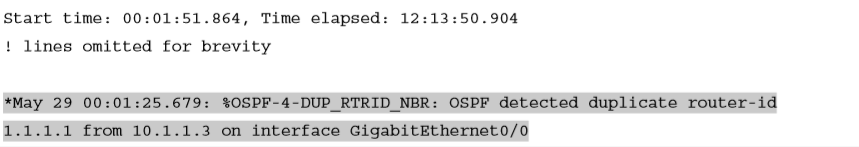 Start time: 00:01:51.864, Time elapsed: 12:13:50.904
! lines omitted for brevity
*May 29 00:01:25.679: %OSPF-4-DUP_RTRID_NBR: OSPF detected duplicate router-id
1.1.1.1 from 10.1.1.3 on interface GigabitEthernet0/0